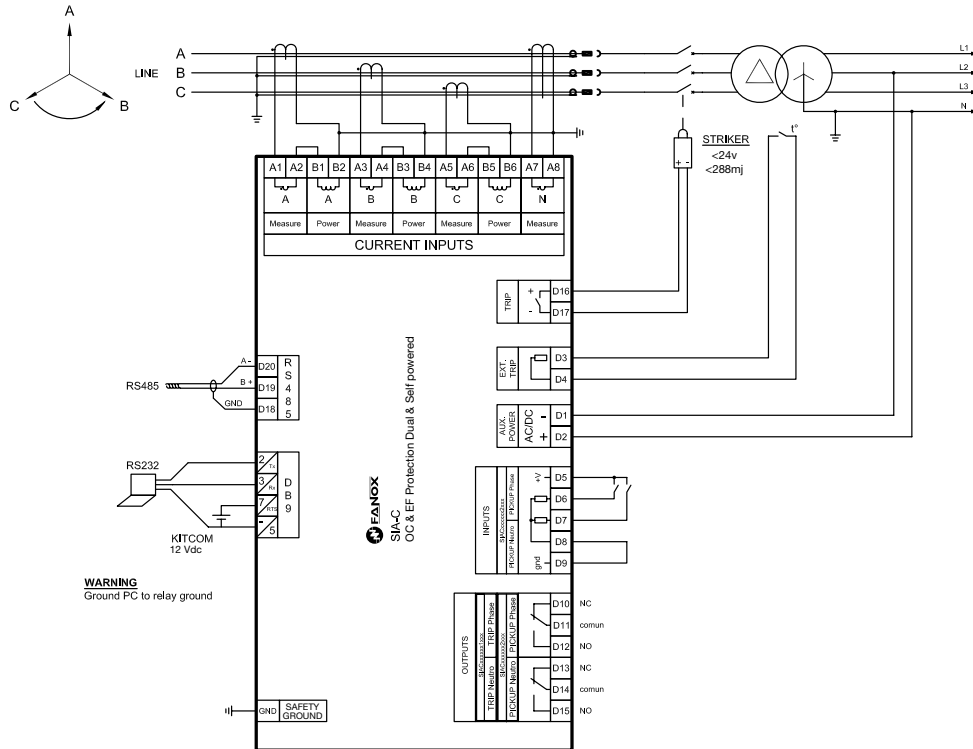 A
C
B
LINE
A
B
C
L1
L2
L3
N
t°
STRIKER
<24v
<288mj
+ -
A1 A2 B1 B2 A3 A4 B3 B4 A5 A6 B5 B6 A7 A8
A A B B C C N
Measure Power Measure Power Measure Power Measure
CURRENT INPUTS
TRIP
+
-
D16
D17
EXT.
TRIP
D3
D4
AUX.
POWER
AC/DC
-
+
D1
D2
INPUTS
PICKUP Neutro PICKUP Phase
+V
gnd
D5
D6
D7
D8
D9
OUTPUTS
TRIP Neutro TRIP Phase
PICKUP Neutro PICKUP Phase
D10 NC
D11 comun
D12 NO
D13 NC
D14 comun
D15 NO
RS485
A -
B +
GND
D20
D19
D18
RS485
RS232
2 Tx
3 Rx
7 RTS
- 5
DB9
KITCOM
12 Vdc
WARNING
Ground PC to relay ground
FANOX
SIA-C
OC & EF Protection Dual & Self powered
GND
SAFETY
GROUND